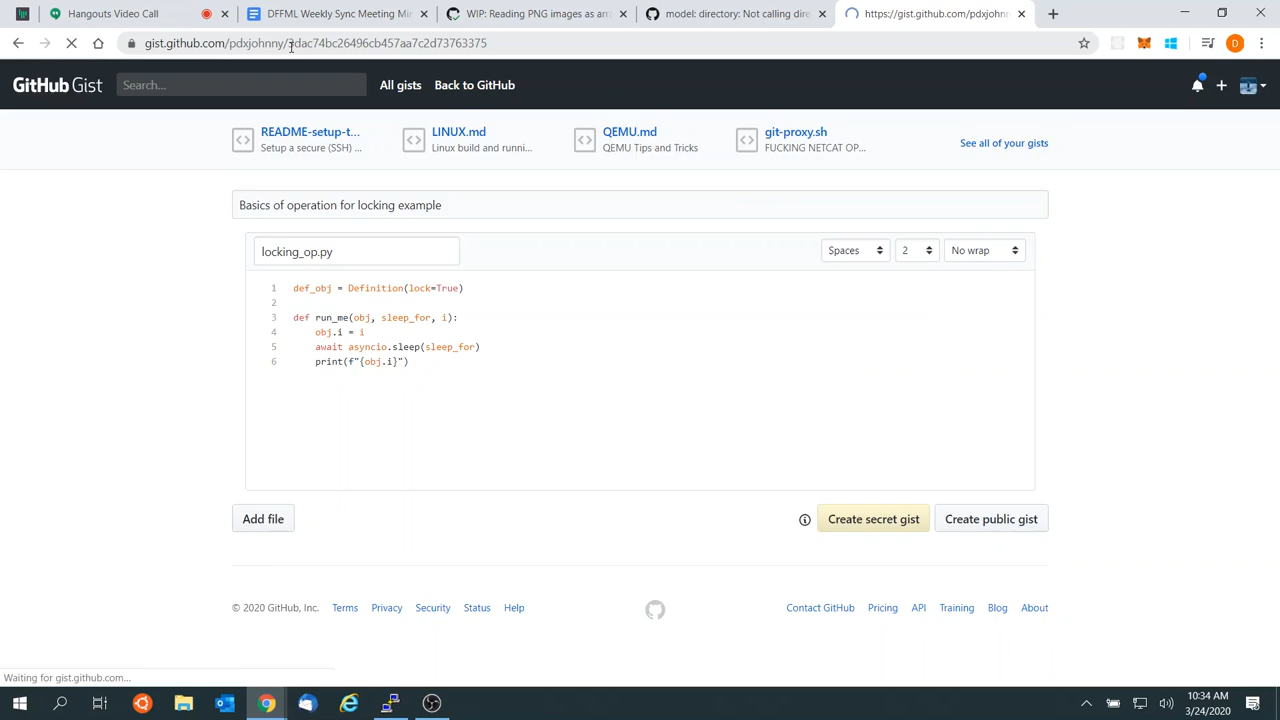 Hangouts Video Call
DFFML Weekly Sync Meeting Min
WIP: Reading PNG images as arra
model: directory: Not calling dire
https://gist.github.com/pdxjohnn
gist.github.com/pdxjohnny/3dac74bc26496cb457aa7c2d73763375
D
GitHub Gist
Search...
All gists
Back to GitHub
README-setup-t...
Setup a secure (SSH) ...
LINUX.md
Linux build and runni...
QEMU.md
QEMU Tips and Tricks
git-proxy.sh
FUCKING NETCAT OP...
See all of your gists
Basics of operation for locking example
locking_op.py
Spaces
2
No wrap
1 def_obj = Definition(lock=True)
2
3 def run_me(obj, sleep_for, i):
4 obj.i = i
5 await asyncio.sleep(sleep_for)
6 print(f"{obj.i}")
Add file
Create secret gist
Create public gist
© 2020 GitHub, Inc.
Terms
Privacy
Security
Status
Help
Contact GitHub
Pricing
API
Training
Blog
About
Waiting for gist.github.com...
10:34 AM
3/24/2020